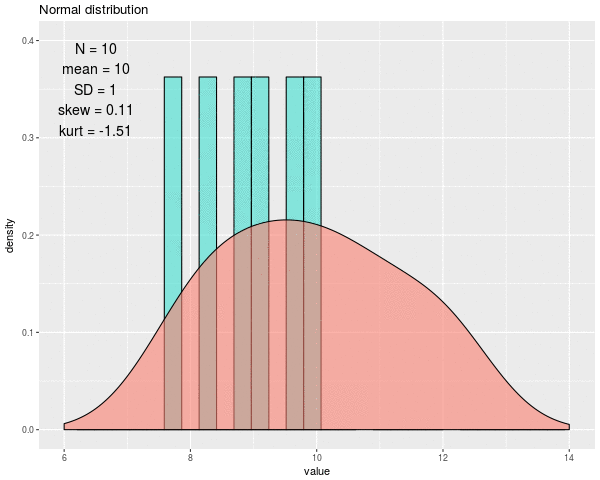 Normal distribution
N = 10
mean = 10
SD = 1
skew = 0.11
kurt = -1.51
0.4
0.3
0.2
0.1
0.0
density
6 8 10 12 14
value